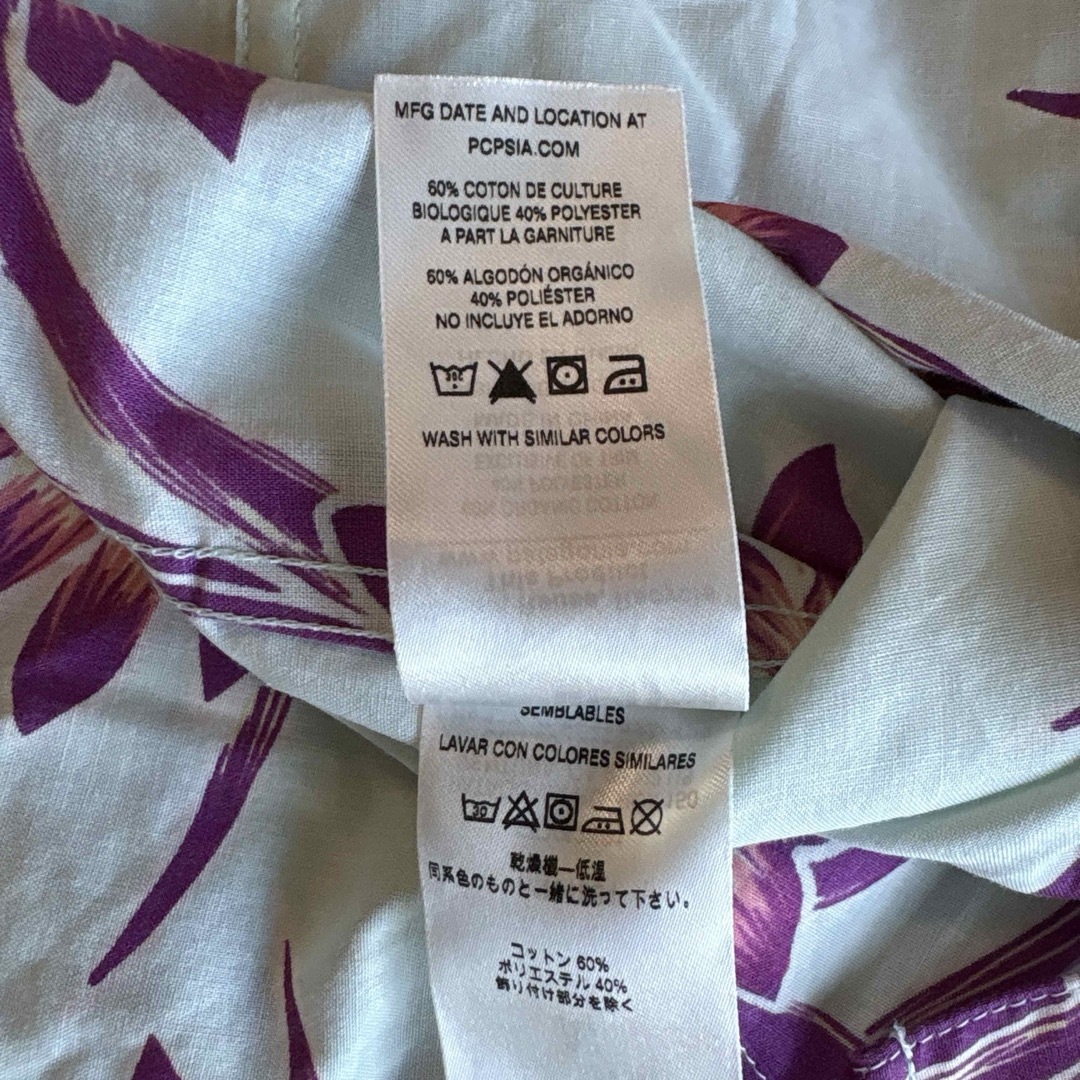 MFG DATE AND LOCATION AT
PCPSIA.COM
60% COTON DE CULTURE
BIOLOGIQUE 40% POLYESTER
A PART LA GARNITURE
60% ALGODÓN ORGÁNICO
40% POLIÉSTER
NO INCLUYE EL ADORNO
30C
WASH WITH SIMILAR COLORS
SEMBLABLES
LAVAR CON COLORES SIMILARES
30
乾燥機―低温
同系色のものと一緒に洗って下さい。
コットン 60%
ポリエステル 40%
飾り付け部分を除く